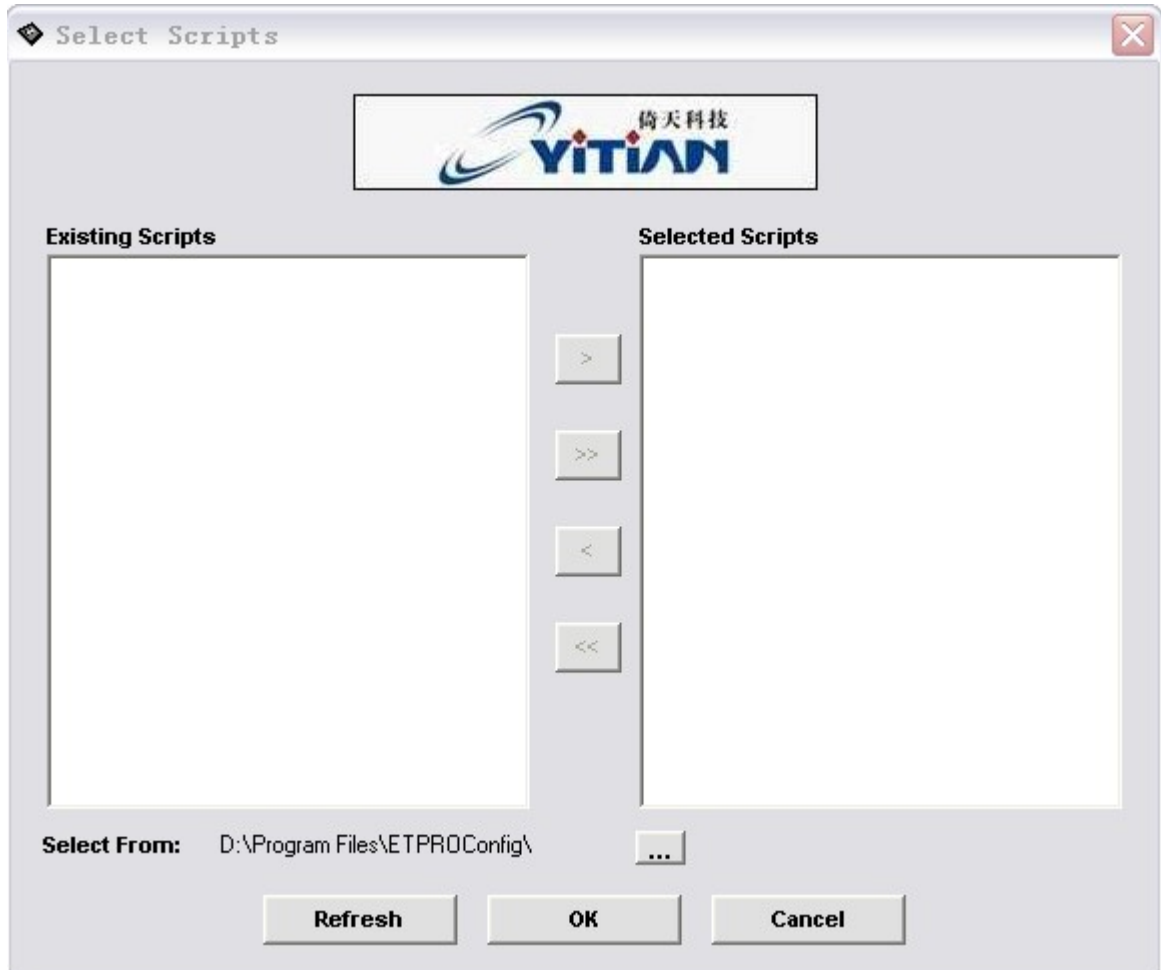 Select Scripts
倚天科技
YiTiAN
Existing Scripts
Selected Scripts
>
>>
<
<<
Select From: D:\Program Files\ETPROConfig\ ...
Refresh OK Cancel